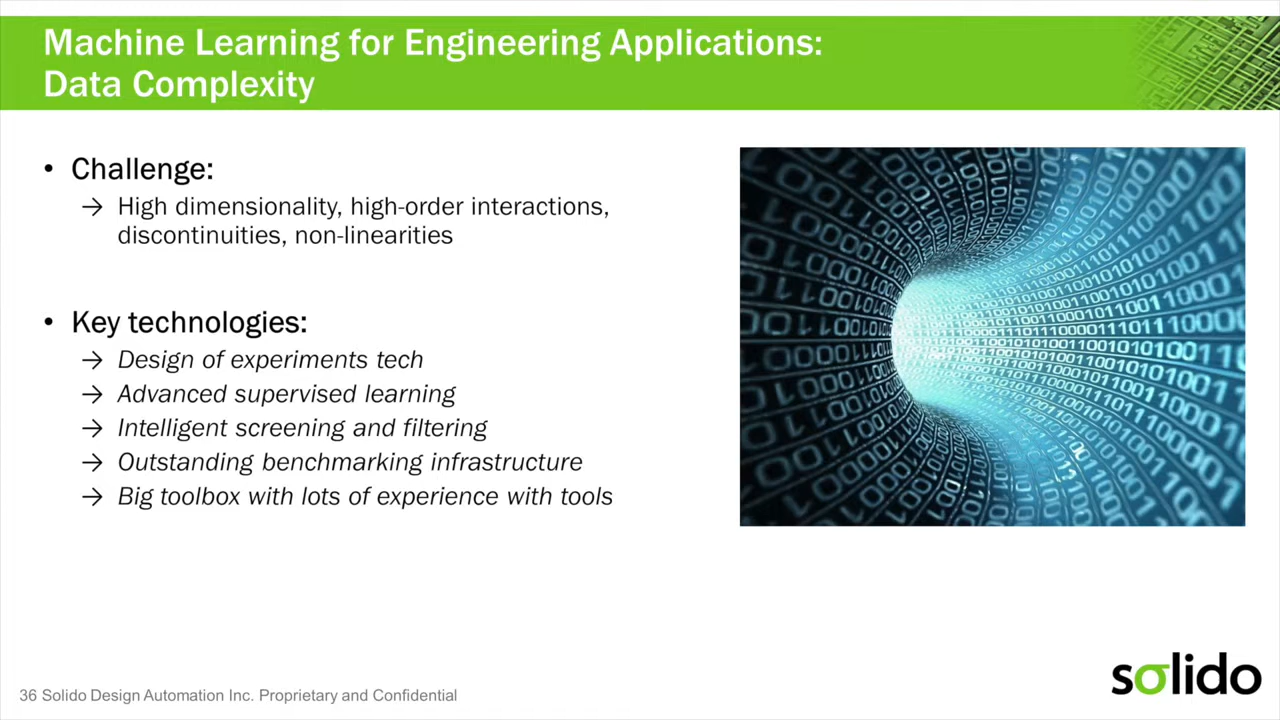 Machine Learning for Engineering Applications:
Data Complexity
• Challenge:
→ High dimensionality, high-order interactions,
discontinuities, non-linearities
• Key technologies:
→ Design of experiments tech
→ Advanced supervised learning
→ Intelligent screening and filtering
→ Outstanding benchmarking infrastructure
→ Big toolbox with lots of experience with tools
36 Solido Design Automation Inc. Proprietary and Confidential
solido